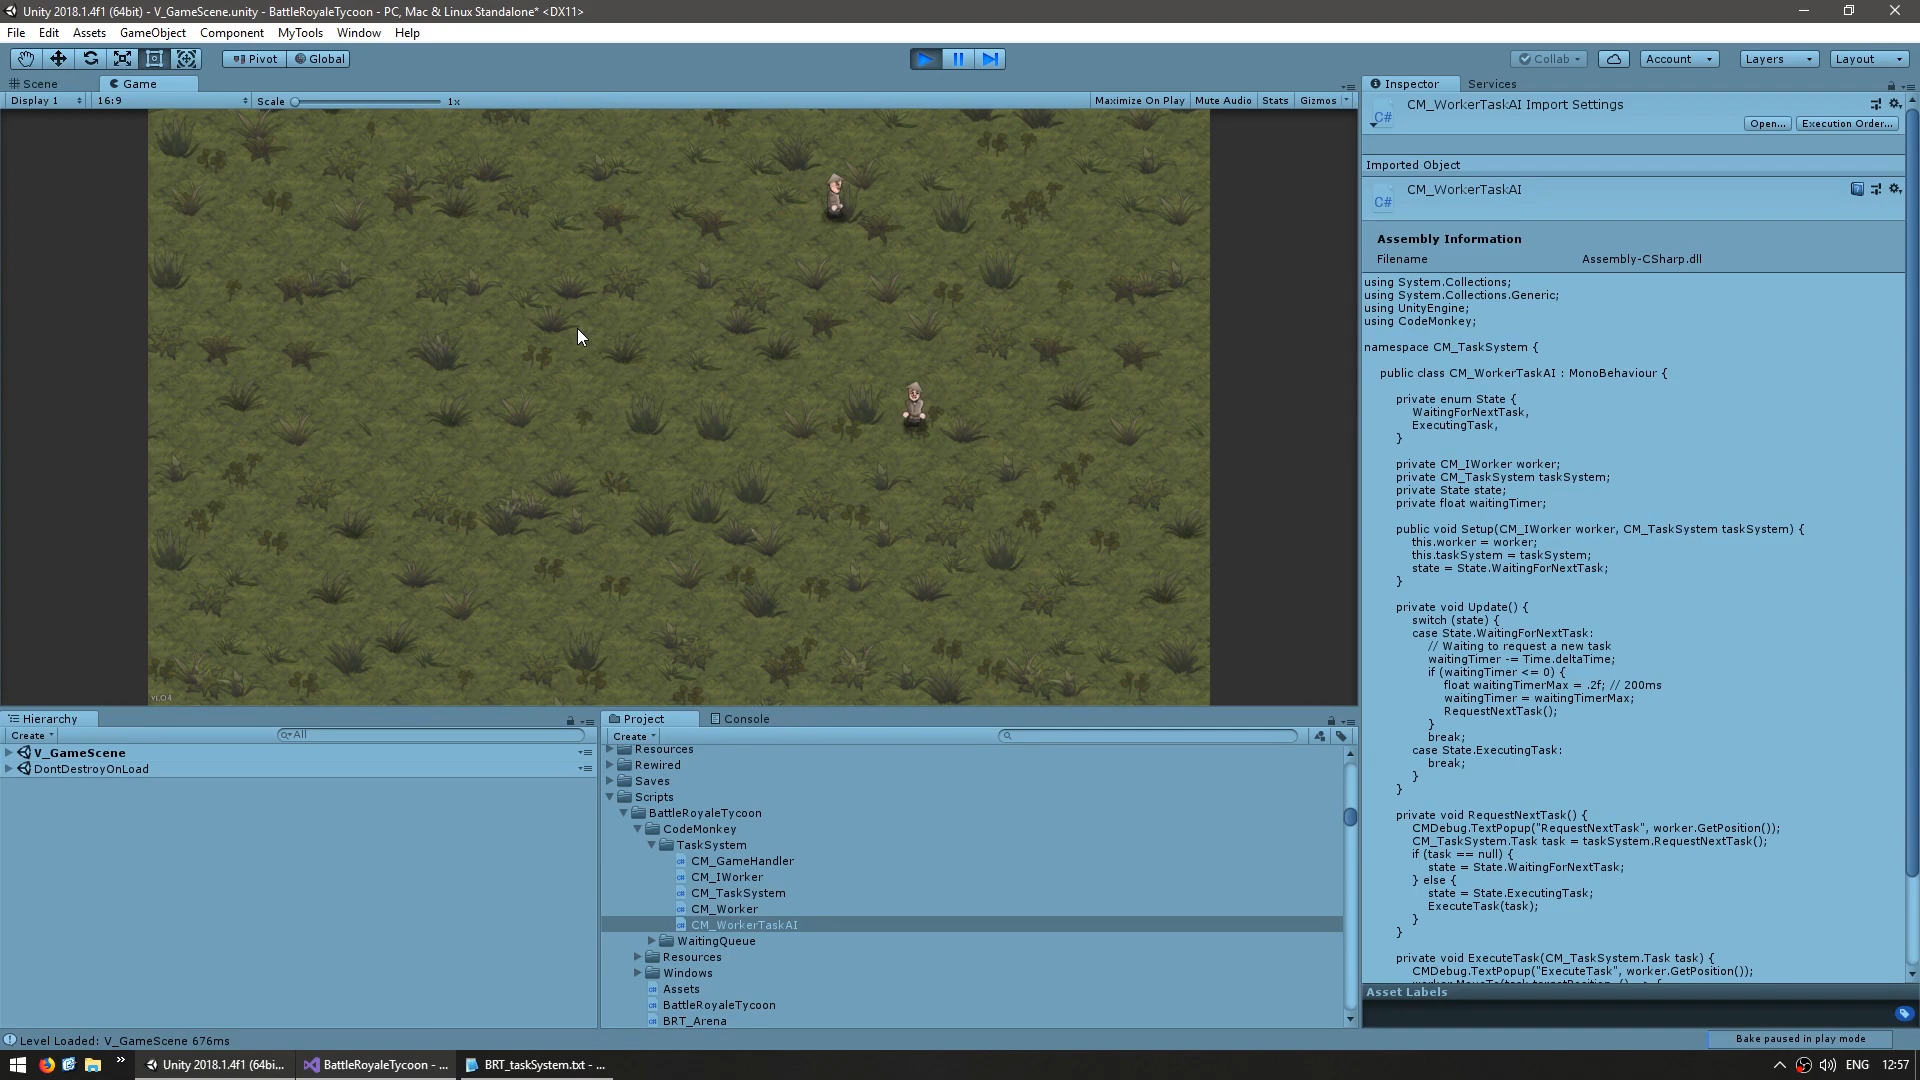 Unity 2018.1.4f1 (64bit) - V_GameScene.unity - BattleRoyaleTycoon - PC, Mac & Linux Standalone* <DX11>
File Edit Assets GameObject Component MyTools Window Help
Pivot Global Collab Account Layers Layout
Scene Game
Display 1 16:9 Scale 1x Maximize On Play Mute Audio Stats Gizmos
Inspector Services
CM_WorkerTaskAI Import Settings
C#
Open... Execution Order...
Imported Object
CM_WorkerTaskAI
C#
Assembly Information
Filename Assembly-CSharp.dll
using System.Collections;
using System.Collections.Generic;
using UnityEngine;
using CodeMonkey;
namespace CM_TaskSystem {
public class CM_WorkerTaskAI : MonoBehaviour {
private enum State {
WaitingForNextTask,
ExecutingTask,
}
private CM_IWorker worker;
private CM_TaskSystem taskSystem;
private State state;
private float waitingTimer;
public void Setup(CM_IWorker worker, CM_TaskSystem taskSystem) {
this.worker = worker;
this.taskSystem = taskSystem;
state = State.WaitingForNextTask;
}
private void Update() {
switch (state) {
case State.WaitingForNextTask:
// Waiting to request a new task
waitingTimer -= Time.deltaTime;
if (waitingTimer <= 0) {
float waitingTimerMax = .2f; // 200ms
waitingTimer = waitingTimerMax;
RequestNextTask();
}
break;
case State.ExecutingTask:
break;
}
}
private void RequestNextTask() {
CMDebug.TextPopup("RequestNextTask", worker.GetPosition());
CM_TaskSystem.Task task = taskSystem.RequestNextTask();
if (task == null) {
state = State.WaitingForNextTask;
} else {
state = State.ExecutingTask;
ExecuteTask(task);
}
}
private void ExecuteTask(CM_TaskSystem.Task task) {
CMDebug.TextPopup("ExecuteTask", worker.GetPosition());
Asset Labels
Hierarchy
Create All
V_GameScene
DontDestroyOnLoad
Project Console
Create
Resources
Rewired
Saves
Scripts
BattleRoyaleTycoon
CodeMonkey
TaskSystem
CM_GameHandler
CM_IWorker
CM_TaskSystem
CM_Worker
CM_WorkerTaskAI
WaitingQueue
Resources
Windows
Assets
BattleRoyaleTycoon
BRT_Arena
Level Loaded: V_GameScene 676ms
Bake paused in play mode
Unity 2018.1.4f1 (64bi... BattleRoyaleTycoon - ... BRT_taskSystem.txt - ... ENG 12:57